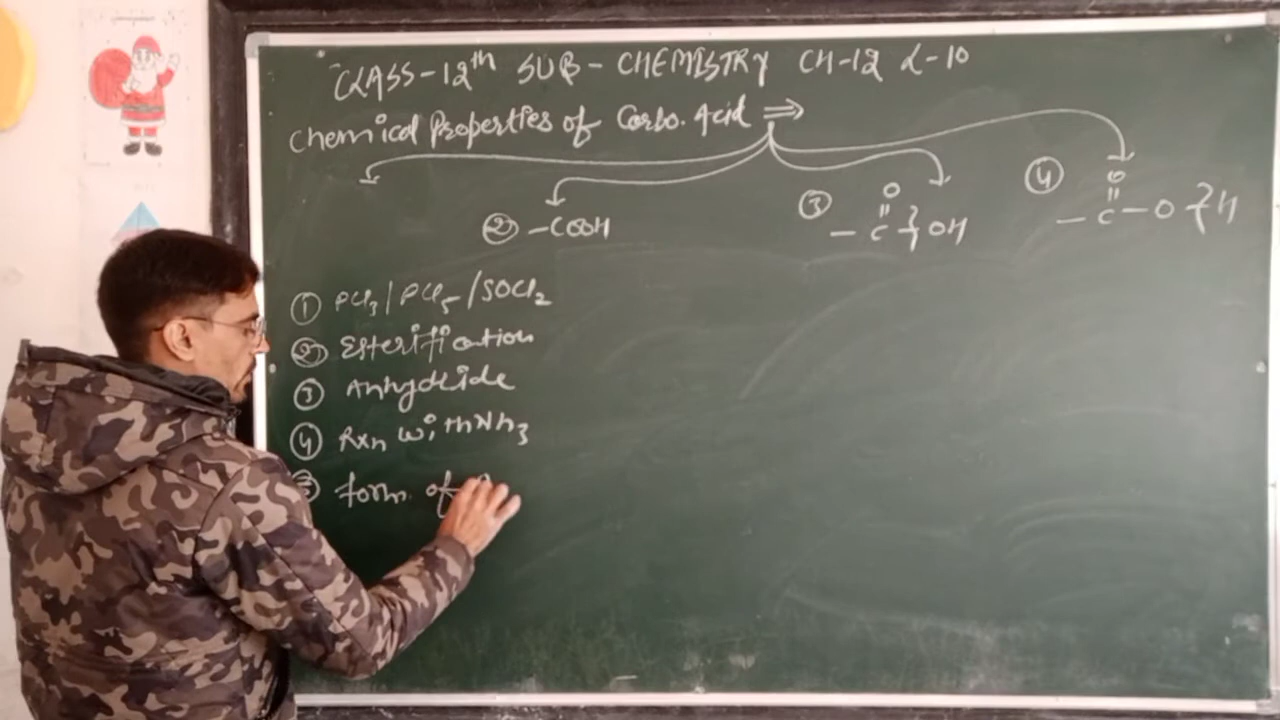 CLASS-12th SUB-CHEMISTRY CH-12 L-10
Chemical Properties of Carbo. Acid ⇒
② -COOH
③ O
|| 
- C } OH
④ O
||
- C - O } H
① PCl3 / PCl5 / SOCl2
② Esterification
③ Anhydride
④ Rxn with NH3
⑤ form. of